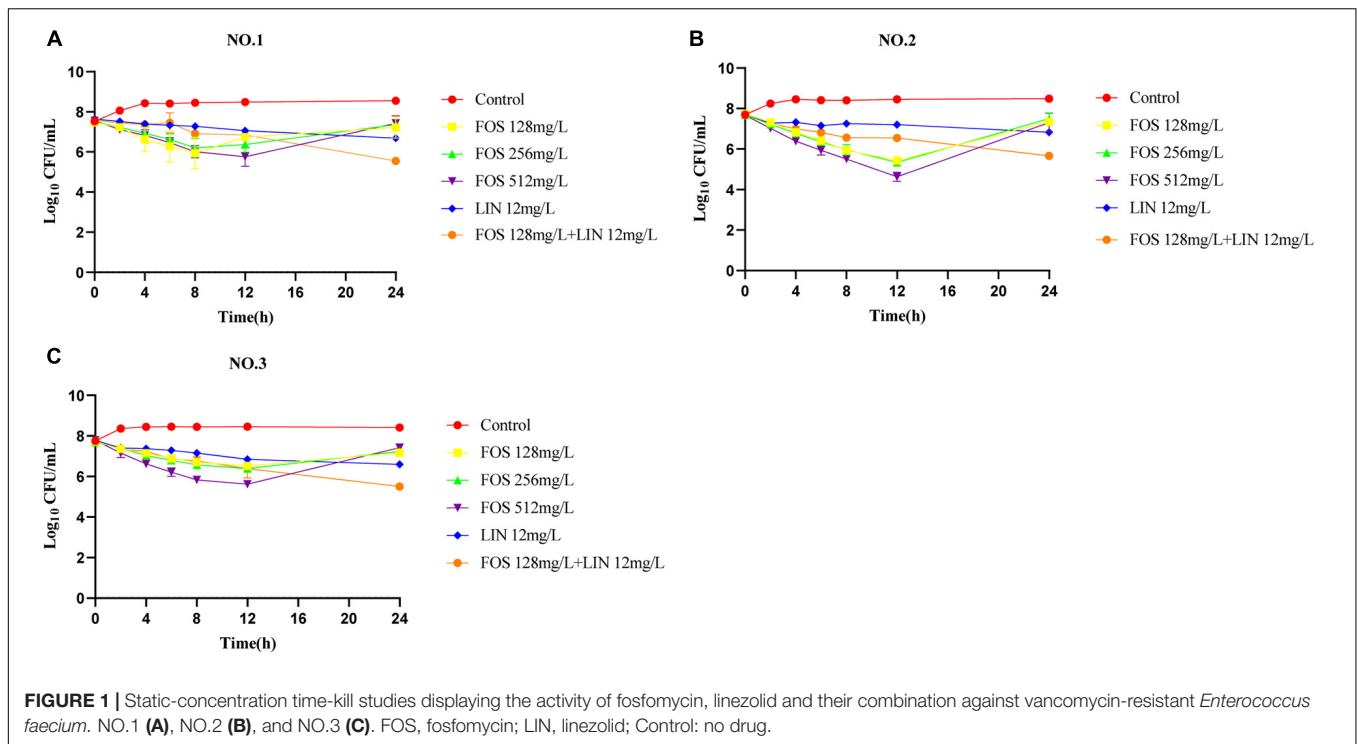 A
NO.1
Log10 CFU/mL
10
8
6
4
2
0
0 4 8 12 16 20 24
Time(h)
Control
FOS 128mg/L
FOS 256mg/L
FOS 512mg/L
LIN 12mg/L
FOS 128mg/L+LIN 12mg/L
B
NO.2
Log10 CFU/mL
10
8
6
4
2
0
0 4 8 12 16 20 24
Time(h)
Control
FOS 128mg/L
FOS 256mg/L
FOS 512mg/L
LIN 12mg/L
FOS 128mg/L+LIN 12mg/L
C
NO.3
Log10 CFU/mL
10
8
6
4
2
0
0 4 8 12 16 20 24
Time(h)
Control
FOS 128mg/L
FOS 256mg/L
FOS 512mg/L
LIN 12mg/L
FOS 128mg/L+LIN 12mg/L
FIGURE 1 | Static-concentration time-kill studies displaying the activity of fosfomycin, linezolid and their combination against vancomycin-resistant Enterococcus
faecium. NO.1 (A), NO.2 (B), and NO.3 (C). FOS, fosfomycin; LIN, linezolid; Control: no drug.